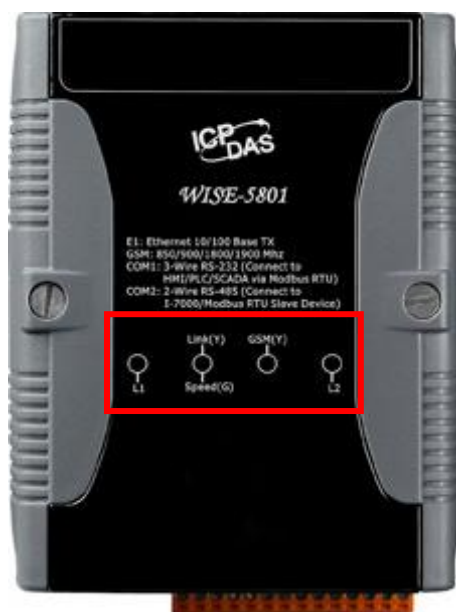 ICP DAS
WISE-5801
E1: Ethernet 10/100 Base TX
GSM: 850/900/1800/1900 Mhz
COM1: 3-Wire RS-232 (Connect to
HMI/PLC/SCADA via Modbus RTU)
COM2: 2-Wire RS-485 (Connect to
I-7000/Modbus RTU Slave Device)
Link(Y) GSM(Y)
L1 Speed(G) L2